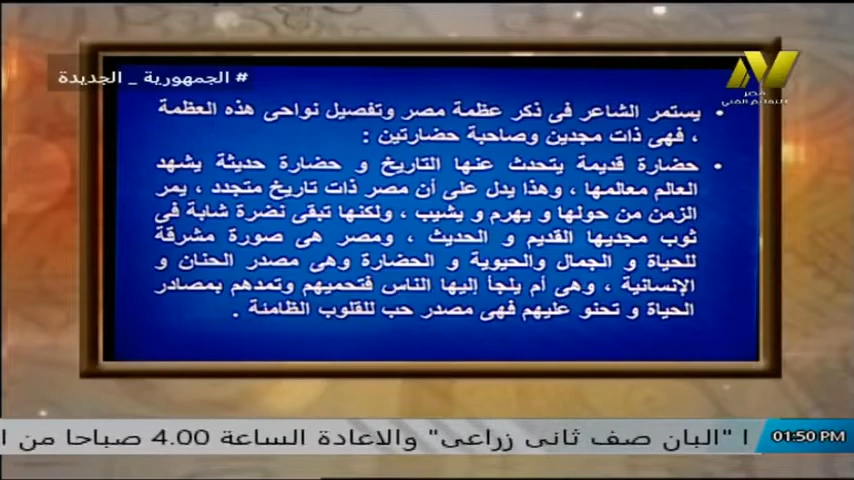 # الجمهورية _ الجديدة
مصر
التعليم الفني
• يستمر الشاعر فى ذكر عظمة مصر وتفصيل نواحى هذه العظمة
، فهى ذات مجدين وصاحبة حضارتين :
• حضارة قديمة يتحدث عنها التاريخ و حضارة حديثة يشهد
العالم معالمها ، وهذا يدل على أن مصر ذات تاريخ متجدد ، يمر
الزمن من حولها و يهرم و يشيب ، ولكنها تبقى نضرة شابة فى
ثوب مجديها القديم و الحديث ، ومصر هى صورة مشرقة
للحياة و الجمال والحيوية و الحضارة وهى مصدر الحنان و
الإنسانية ، وهى أم يلجأ إليها الناس فتحميهم وتمدهم بمصادر
الحياة و تحنو عليهم فهى مصدر حب للقلوب الظامئة .
ا "البان صف ثانى زراعى" والاعادة الساعة 4.00 صباحا من ا
01:50 PM